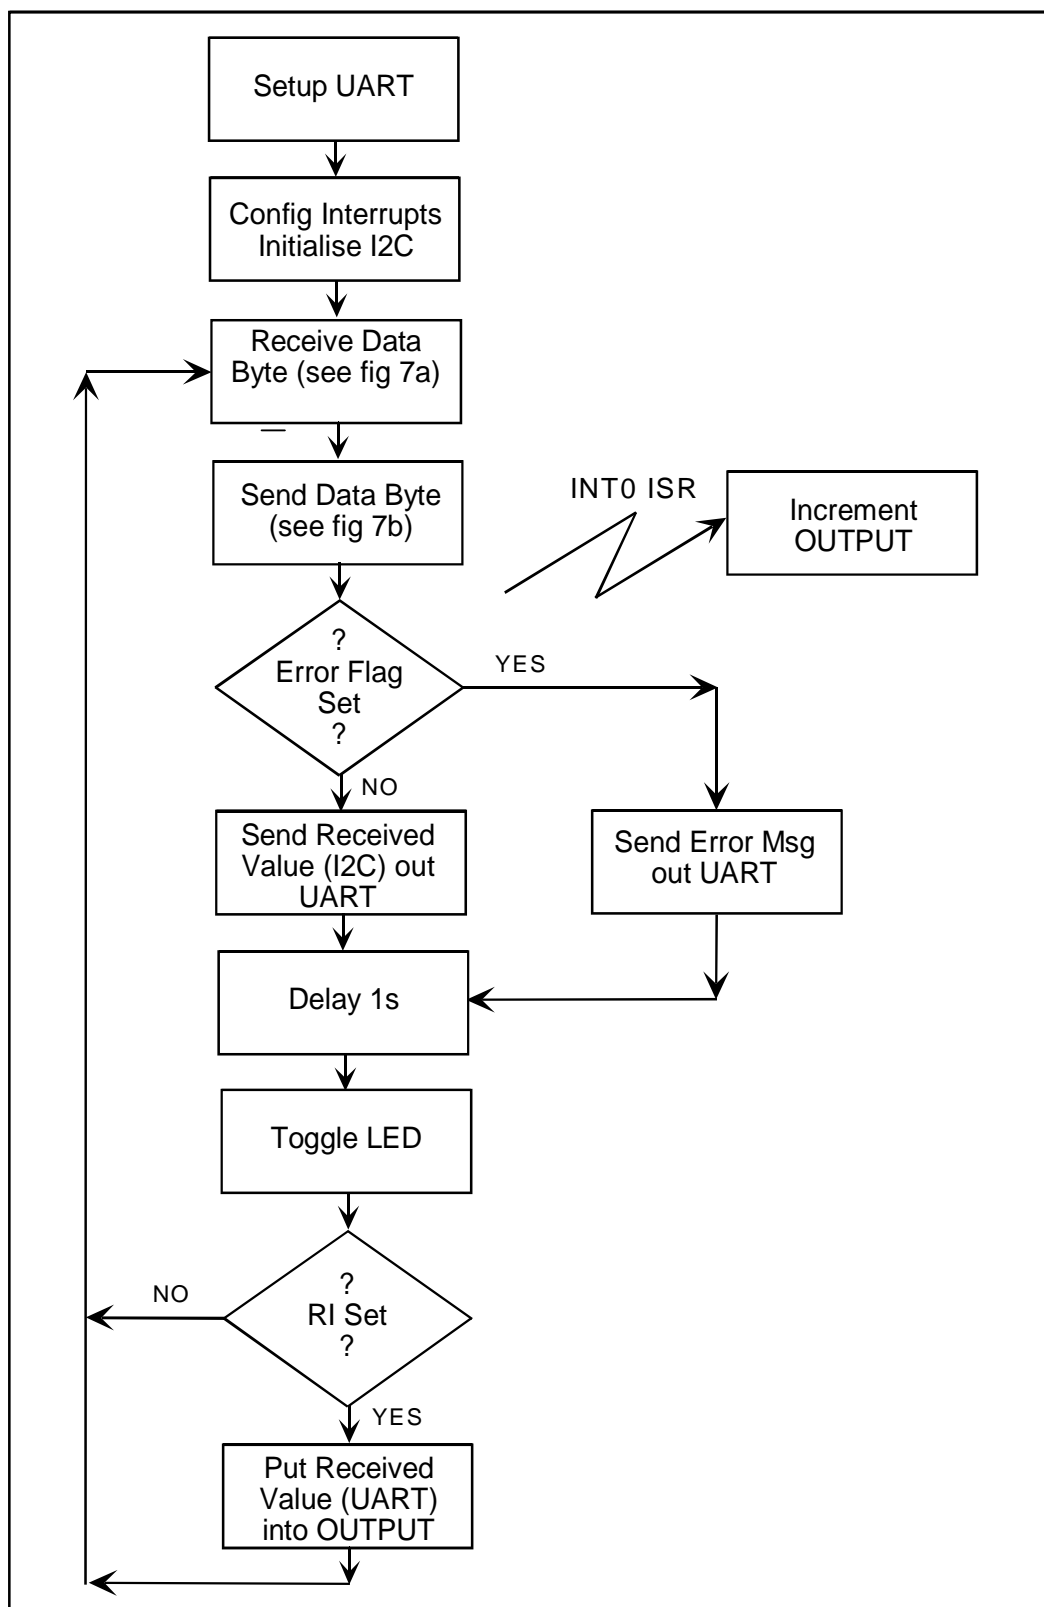 Setup UART
Config Interrupts
Initialise I2C
Receive Data
Byte (see fig 7a)
Send Data Byte
(see fig 7b)
INT0 ISR
Increment
OUTPUT
?
Error Flag
Set
?
YES
NO
Send Received
Value (I2C) out
UART
Send Error Msg
out UART
Delay 1s
Toggle LED
?
RI Set
?
NO
YES
Put Received
Value (UART)
into OUTPUT